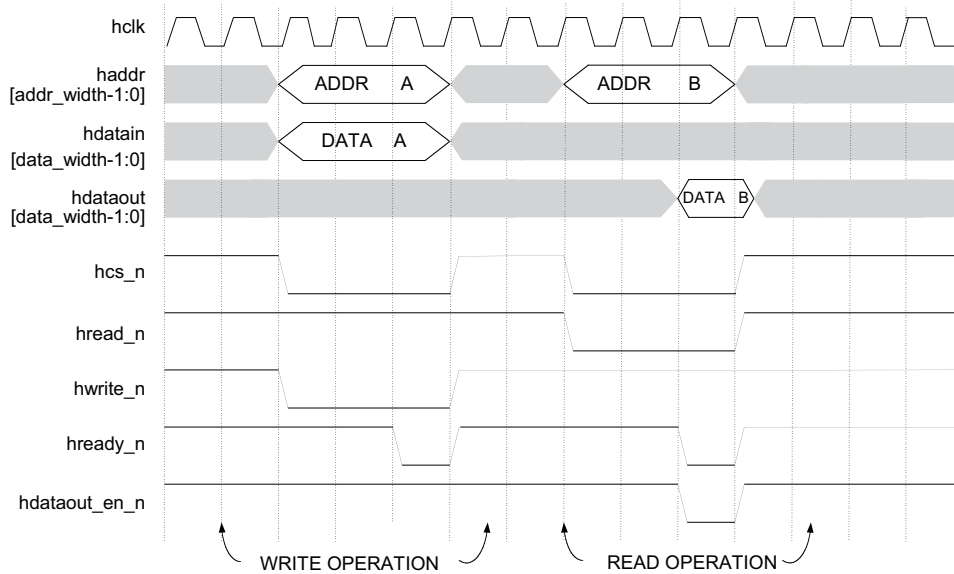 hclk
haddr
[addr_width-1:0]
ADDR A
ADDR B
hdatain
[data_width-1:0]
DATA A
hdataout
[data_width-1:0]
DATA B
hcs_n
hread_n
hwrite_n
hready_n
hdataout_en_n
WRITE OPERATION
READ OPERATION